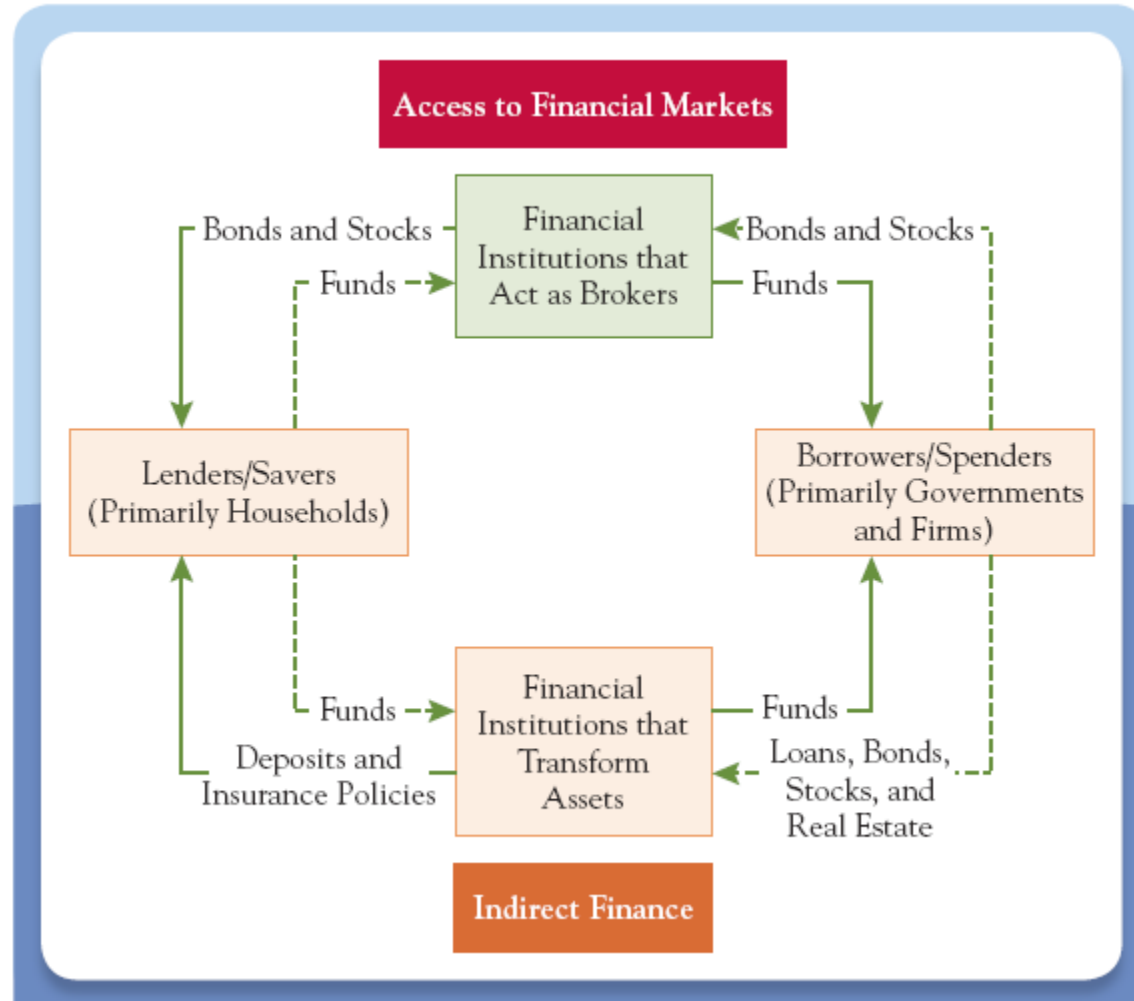 Access to Financial Markets
Bonds and Stocks
Funds
Financial
Institutions that
Act as Brokers
Bonds and Stocks
Funds
Lenders/Savers
(Primarily Households)
Borrowers/Spenders
(Primarily Governments
and Firms)
Funds
Deposits and
Insurance Policies
Financial
Institutions that
Transform
Assets
Funds
Loans, Bonds,
Stocks, and
Real Estate
Indirect Finance